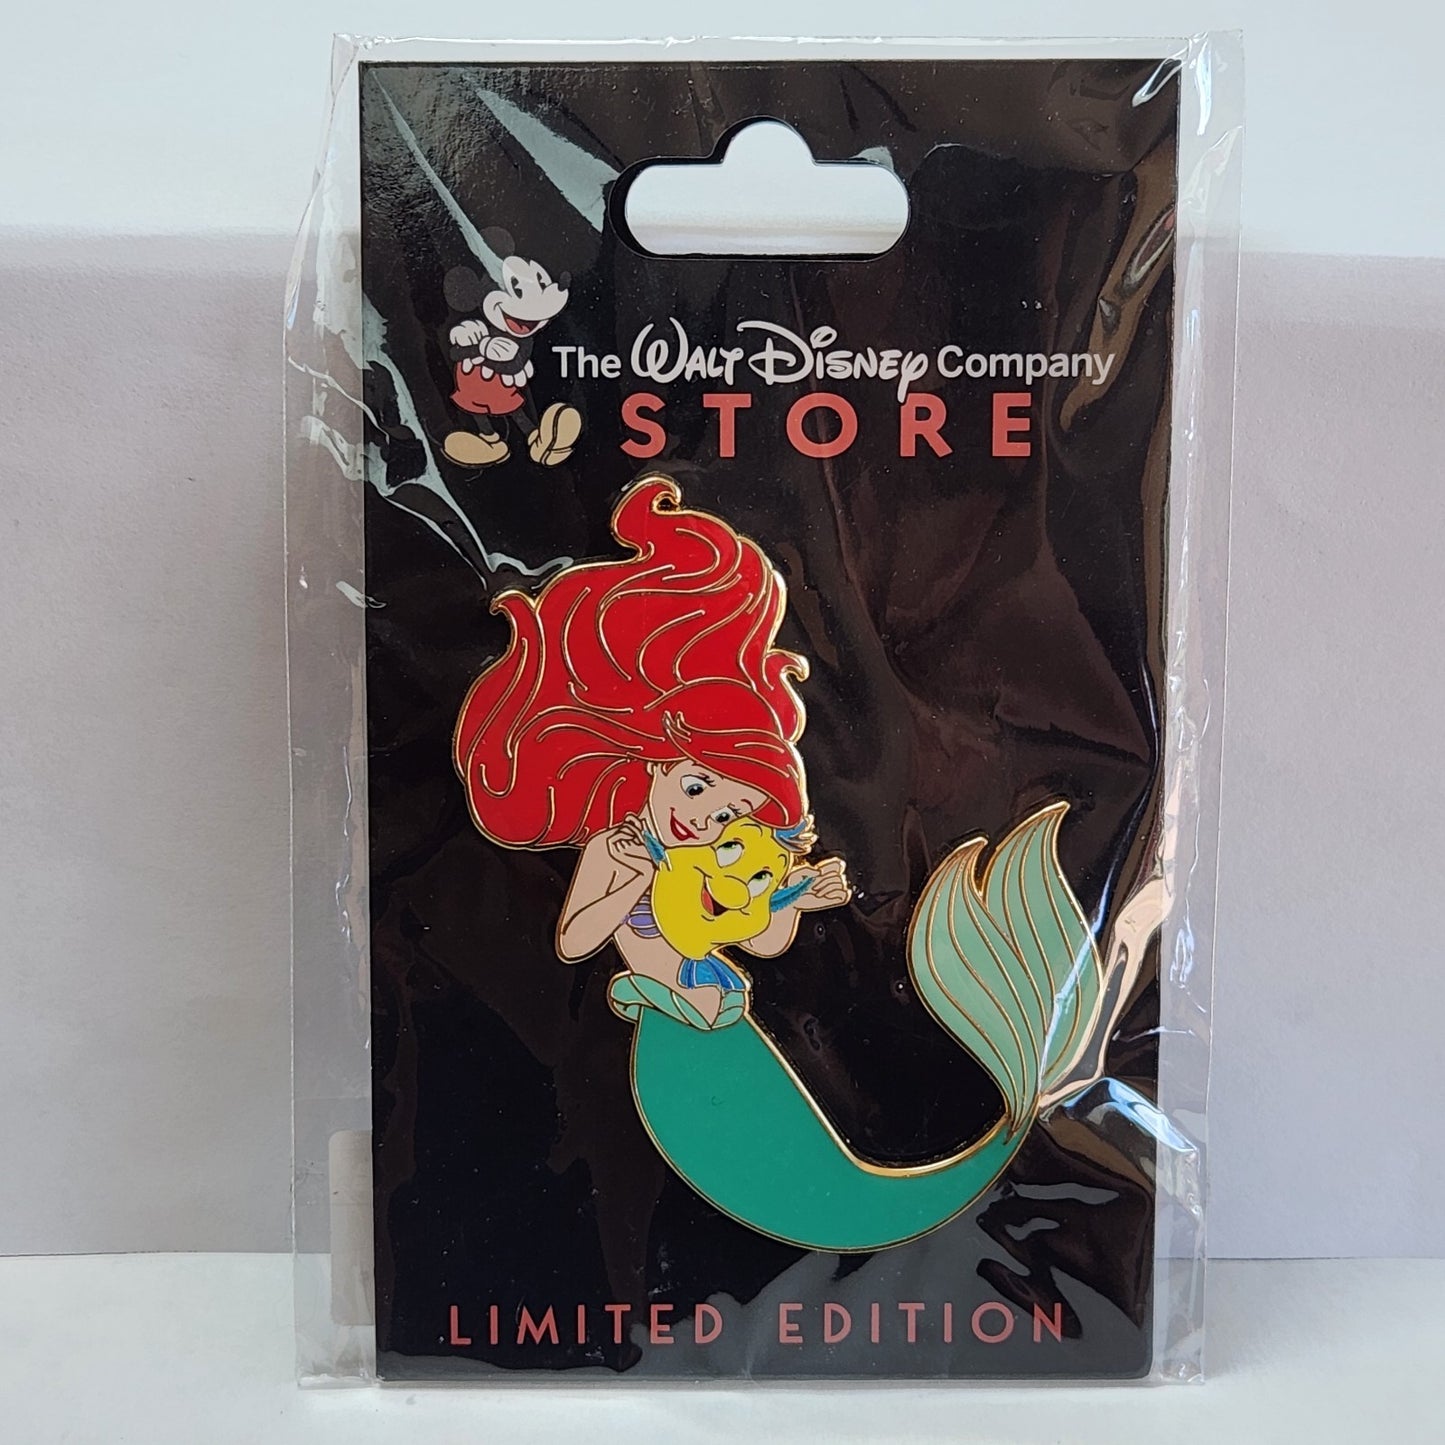 The Walt Disney Company
STORE
LIMITED EDITION